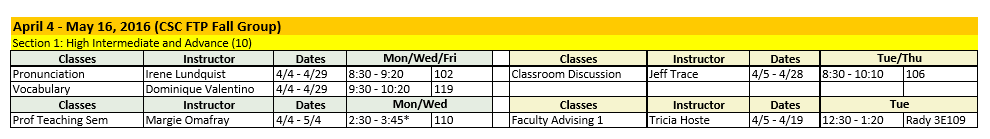 April 4 - May 16, 2016 (CSC FTP Fall Group)
Section 1: High Intermediate and Advance (10)
Classes Instructor Dates Mon/Wed/Fri Classes Instructor Dates Tue/Thu
Pronunciation Irene Lundquist 4/4 - 4/29 8:30 - 9:20 102 Classroom Discussion Jeff Trace 4/5 - 4/28 8:30 - 10:10 106
Vocabulary Dominique Valentino 4/4 - 4/29 9:30 - 10:20 119
Classes Instructor Dates Mon/Wed Classes Instructor Dates Tue
Prof Teaching Sem Margie Omafray 4/4 - 5/4 2:30 - 3:45* 110 Faculty Advising 1 Tricia Hoste 4/5 - 4/19 12:30 - 1:20 Rady 3E109